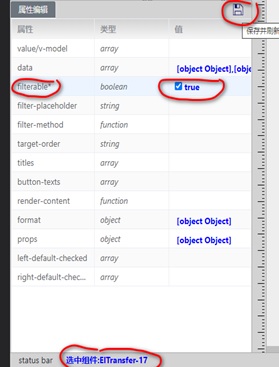 属性编辑
保存并刷新
属性 类型 值
value/v-model array
data array [object Object],[objec
filterable* boolean true
filter-placeholder string
filter-method function
target-order string
titles array
button-texts array
render-content function
format object [object Object]
props object [object Object]
left-default-checked array
right-default-chec... array
status bar 选中组件:ElTransfer-17